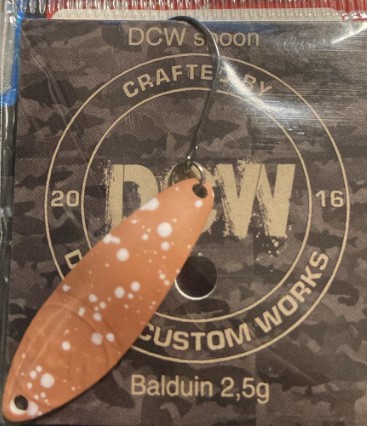 DCW spoon
CRAFTED BY
DCW
20 16
CUSTOM WORKS
Balduin 2,5g